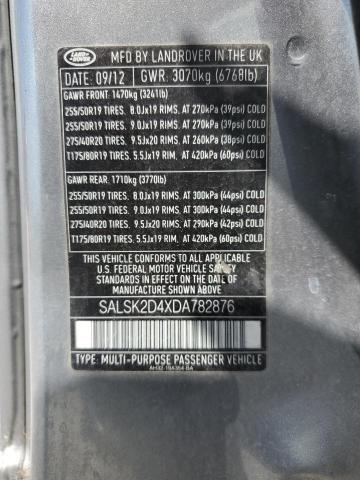 LAND ROVER
MFD BY LANDROVER IN THE UK
DATE: 09/12 GWR: 3070kg (6768lb)
GAWR FRONT: 1470kg (3241lb)
255/50R19 TIRES, 8.0Jx19 RIMS, AT 270kPa (39psi) COLD
255/50R19 TIRES, 9.0Jx19 RIMS, AT 270kPa (39psi) COLD
275/40R20 TIRES, 9.5Jx20 RIMS, AT 260kPa (38psi) COLD
T175/80R19 TIRES, 5.5Jx19 RIMS, AT 420kPa (60psi) COLD
GAWR REAR: 1710kg (3770lb)
255/50R19 TIRES, 8.0Jx19 RIMS, AT 300kPa (44psi) COLD
255/50R19 TIRES, 9.0Jx19 RIMS, AT 300kPa (44psi) COLD
275/40R20 TIRES, 9.5Jx20 RIMS, AT 290kPa (42psi) COLD
T175/80R19 TIRES, 5.5Jx19 RIMS, AT 420kPa (60psi) COLD
THIS VEHICLE CONFORMS TO ALL APPLICABLE
U.S. FEDERAL MOTOR VEHICLE SAFETY
STANDARDS IN EFFECT ON THE DATE OF
MANUFACTURE SHOWN ABOVE
SALSK2D4XDA782876
TYPE: MULTI-PURPOSE PASSENGER VEHICLE
AH32-19A364-BA